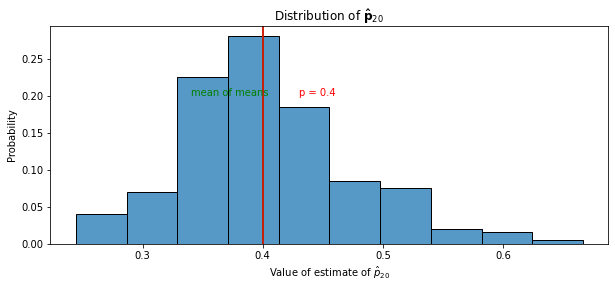 Distribution of p̂₂₀
Probability
0.25
0.20
0.15
0.10
0.05
0.00
mean of means
p = 0.4
0.3
0.4
0.5
0.6
Value of estimate of p̂₂₀